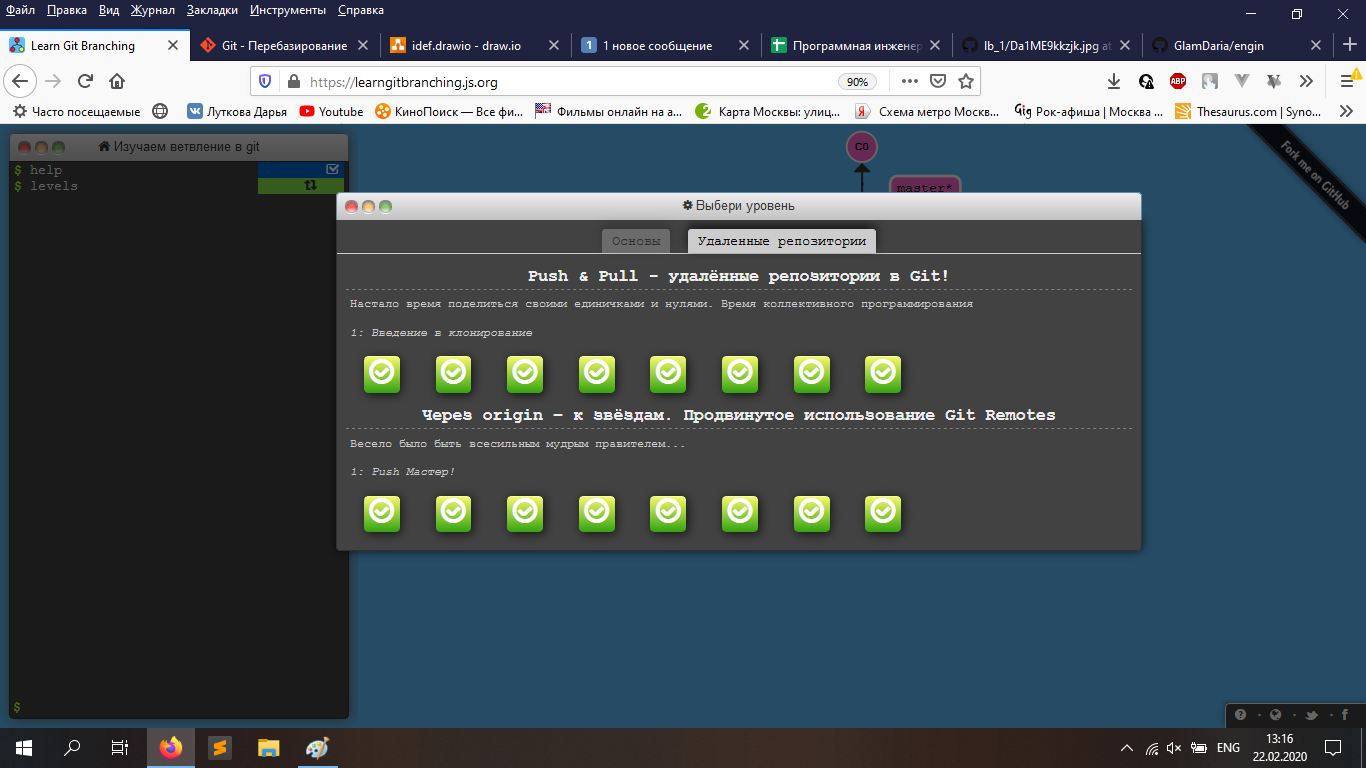 Файл Правка Вид Журнал Закладки Инструменты Справка
Learn Git Branching Git - Перебазирование idef.drawio - draw.io 1 1 новое сообщение Программная инженер lb_1/Da1ME9kkzjk.jpg at GlamDaria/engin
https://learngitbranching.js.org 90%
Часто посещаемые Луткова Дарья Youtube КиноПоиск — Все фи... Фильмы онлайн на а... Карта Москвы: улиц... Схема метро Москв... Рок-афиша | Москва ... Thesaurus.com | Syno...
Изучаем ветвление в git
$ help
$ levels
C0
master*
Fork me on GitHub
Выбери уровень
Основы Удаленные репозитории
Push & Pull - удалённые репозитории в Git!
Настало время поделиться своими единичками и нулями. Время коллективного программирования
1: Введение в клонирование
Через origin – к звёздам. Продвинутое использование Git Remotes
Весело было быть всесильным мудрым правителем...
1: Push Мастер!
$
ENG
13:16
22.02.2020